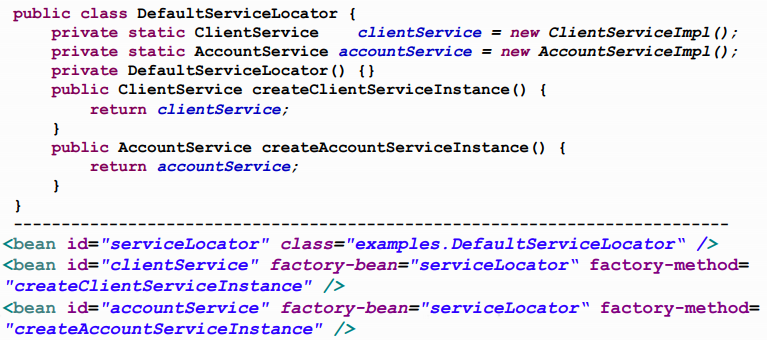 public class DefaultServiceLocator {
    private static ClientService    clientService = new ClientServiceImpl();
    private static AccountService accountService = new AccountServiceImpl();
    private DefaultServiceLocator() {}
    public ClientService createClientServiceInstance() {
        return clientService;
    }
    public AccountService createAccountServiceInstance() {
        return accountService;
    }
}
---------------------------------------------------------------------------
<bean id="serviceLocator" class="examples.DefaultServiceLocator“ />
<bean id="clientService" factory-bean="serviceLocator“ factory-method=
"createClientServiceInstance" />
<bean id="accountService" factory-bean="serviceLocator“ factory-method=
"createAccountServiceInstance" />